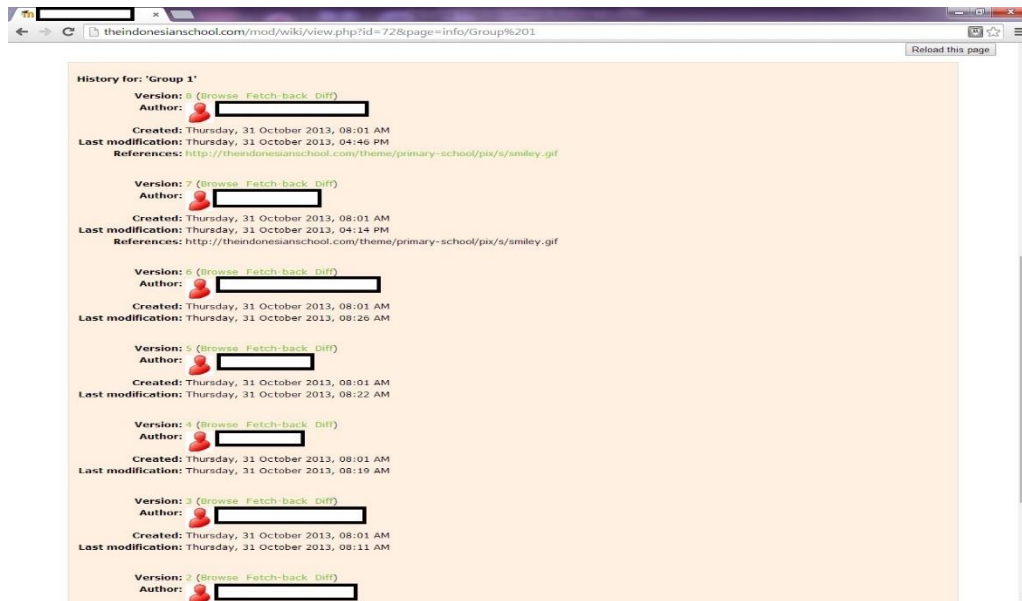 theindonesianschool.com/mod/wiki/view.php?id=72&page=info/Group%201
Reload this page
History for: 'Group 1'
Version: 8 (Browse Fetch-back Diff)
Author:
Created: Thursday, 31 October 2013, 08:01 AM
Last modification: Thursday, 31 October 2013, 04:46 PM
References: http://theindonesianschool.com/theme/primary-school/pix/s/smiley.gif
Version: 7 (Browse Fetch-back Diff)
Author:
Created: Thursday, 31 October 2013, 08:01 AM
Last modification: Thursday, 31 October 2013, 04:14 PM
References: http://theindonesianschool.com/theme/primary-school/pix/s/smiley.gif
Version: 6 (Browse Fetch-back Diff)
Author:
Created: Thursday, 31 October 2013, 08:01 AM
Last modification: Thursday, 31 October 2013, 08:26 AM
Version: 5 (Browse Fetch-back Diff)
Author:
Created: Thursday, 31 October 2013, 08:01 AM
Last modification: Thursday, 31 October 2013, 08:22 AM
Version: 4 (Browse Fetch-back Diff)
Author:
Created: Thursday, 31 October 2013, 08:01 AM
Last modification: Thursday, 31 October 2013, 08:19 AM
Version: 3 (Browse Fetch-back Diff)
Author:
Created: Thursday, 31 October 2013, 08:01 AM
Last modification: Thursday, 31 October 2013, 08:11 AM
Version: 2 (Browse Fetch-back Diff)
Author: